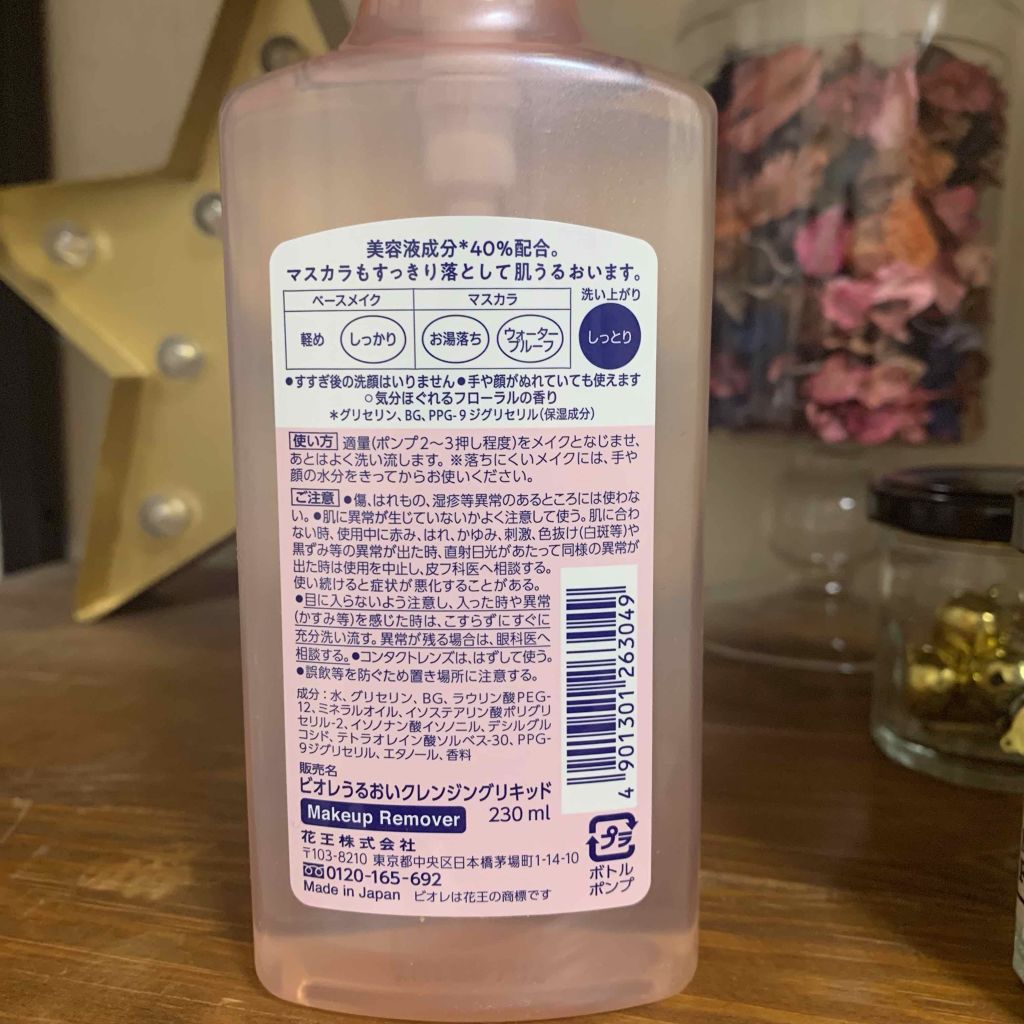 美容液成分*40%配合。
マスカラもすっきり落として肌うるおいます。
ベースメイク マスカラ 洗い上がり
軽め しっかり お湯落ち ウォータープルーフ しっとり
●すすぎ後の洗顔はいりません●手や顔がぬれていても使えます
○気分ほぐれるフローラルの香り
*グリセリン、BG、PPG-9 ジグリセリル(保湿成分)
使い方 適量(ポンプ2〜3押し程度)をメイクとなじませ、
あとはよく洗い流します。※落ちにくいメイクには、手や
顔の水分をきってからお使いください。
ご注意 ●傷、はれもの、湿疹等異常のあるところには使わな
い。●肌に異常が生じていないかよく注意して使う。肌に合わ
ない時、使用中に赤み、はれ、かゆみ、刺激、色抜け(白斑等)や
黒ずみ等の異常が出た時、直射日光があたって同様の異常が
出た時は使用を中止し、皮フ科医へ相談する。
使い続けると症状が悪化することがある。
●目に入らないよう注意し、入った時や異常
(かすみ等)を感じた時は、こすらずにすぐに
充分洗い流す。異常が残る場合は、眼科医へ
相談する。●コンタクトレンズは、はずして使う。
●誤飲等を防ぐため置き場所に注意する。
成分:水、グリセリン、BG、ラウリン酸PEG-
12、ミネラルオイル、イソステアリン酸ポリグリ
セリル-2、イソノナン酸イソノニル、デシルグル
コシド、テトラオレイン酸ソルベス-30、PPG-
9ジグリセリル、エタノール、香料
販売名
ビオレうるおいクレンジングリキッド
Makeup Remover 230 ml
花王株式会社
〒103-8210 東京都中央区日本橋茅場町1-14-10
0120-165-692
Made in Japan ビオレは花王の商標です
4 901301 263049
プラ
ボトル
ポンプ